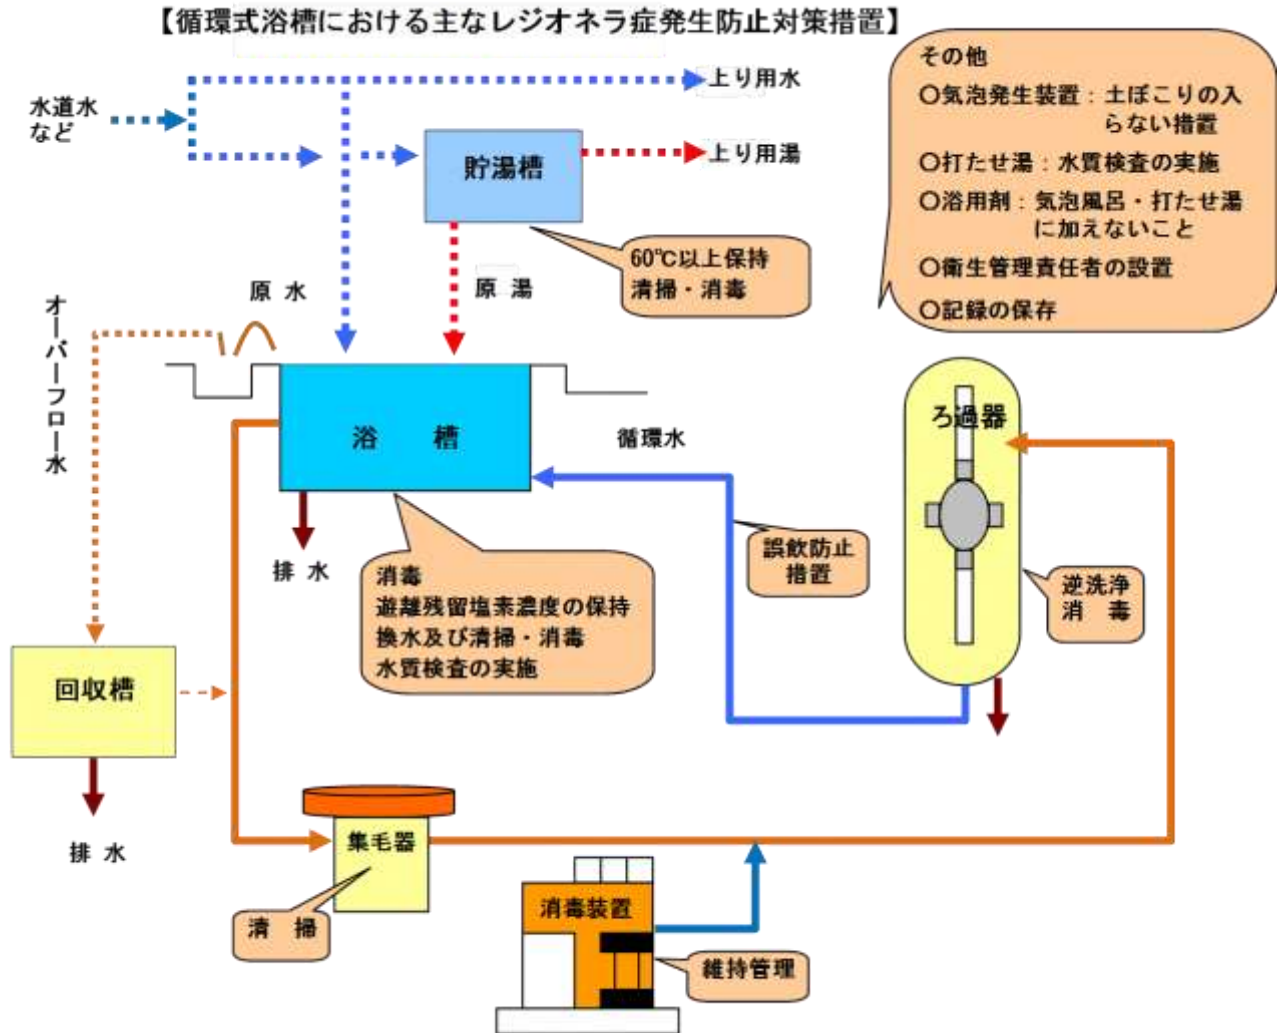 【循環式浴槽における主なレジオネラ症発生防止対策措置】
水道水
など
上り用水
上り用湯
貯湯槽
60℃以上保持
清掃・消毒
その他
○気泡発生装置：土ぼこりの入
らない措置
○打たせ湯：水質検査の実施
○浴用剤：気泡風呂・打たせ湯
に加えないこと
○衛生管理責任者の設置
○記録の保存
原 水
原 湯
オーバーフロー水
浴 槽
循環水
ろ過器
排 水
消毒
遊離残留塩素濃度の保持
換水及び清掃・消毒
水質検査の実施
誤飲防止
措置
逆洗浄
消 毒
回収槽
排 水
集毛器
清 掃
消毒装置
維持管理